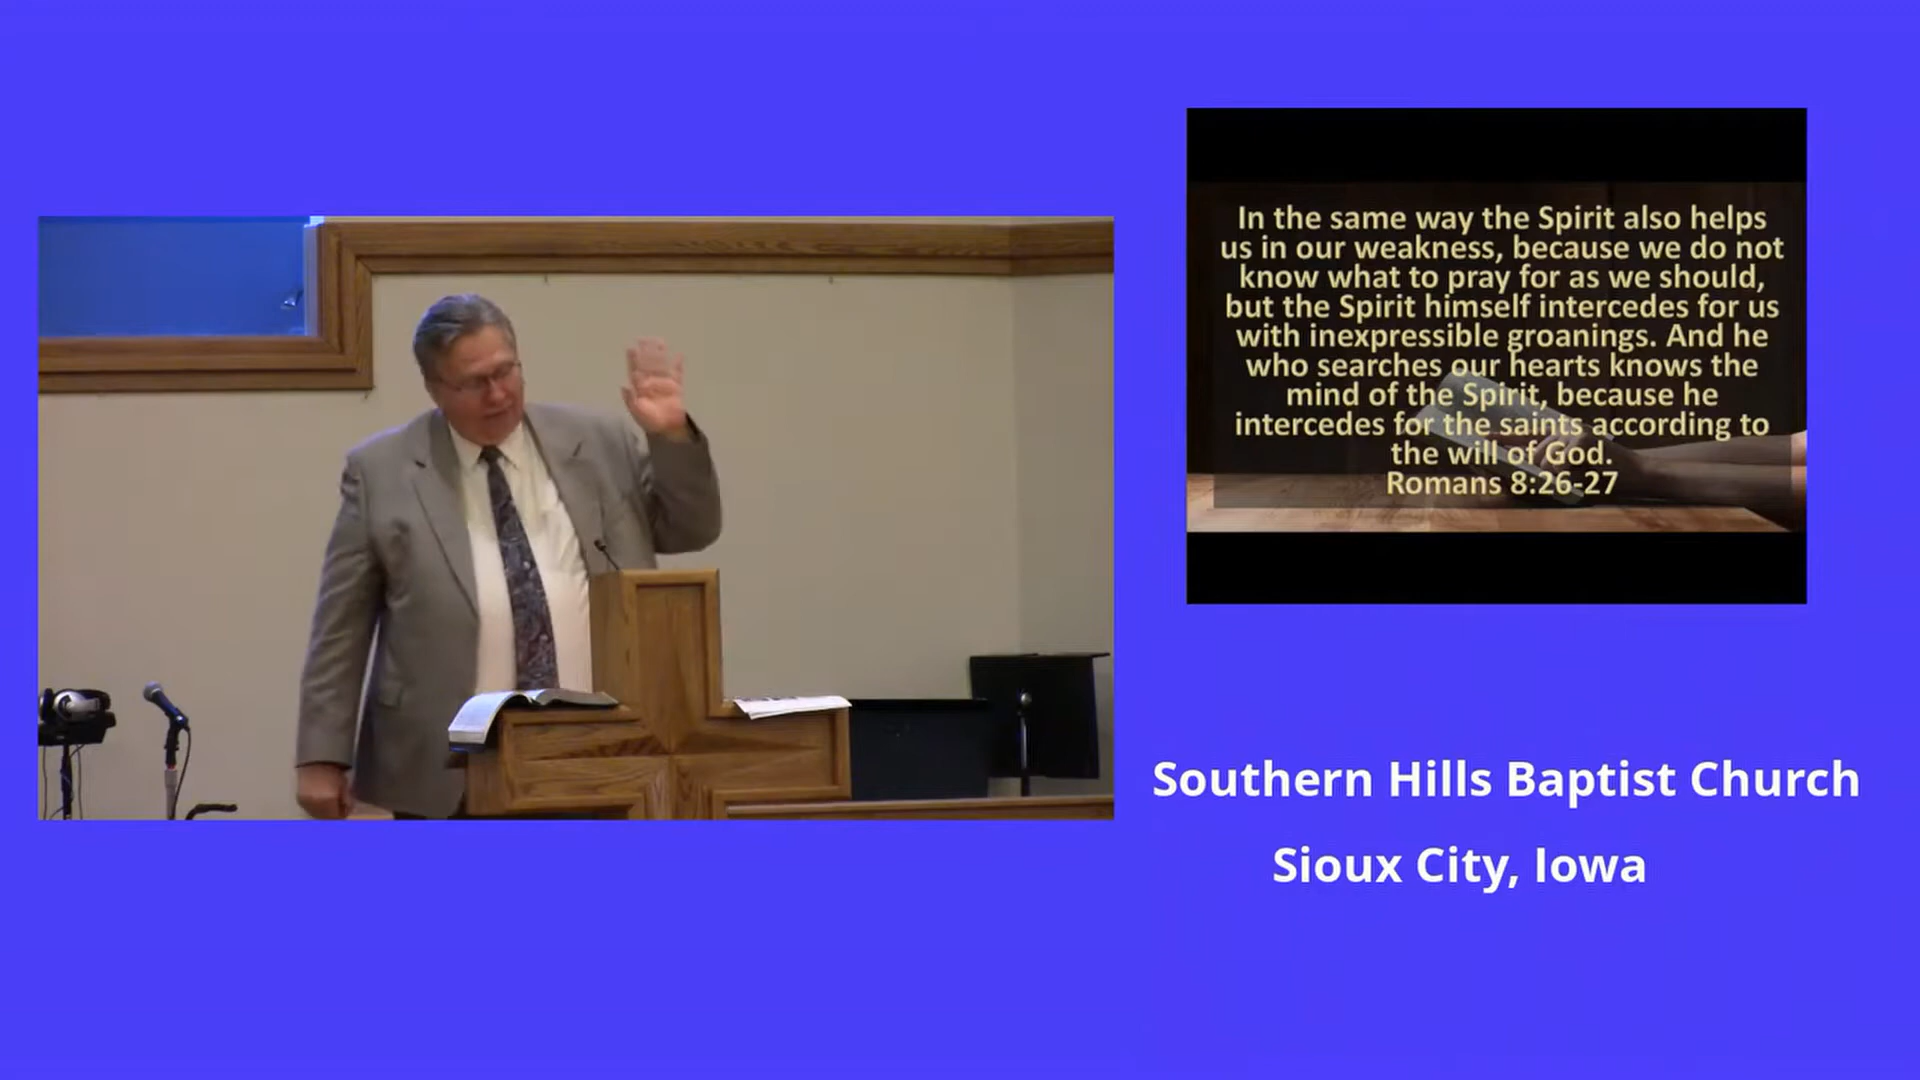 In the same way the Spirit also helps
us in our weakness, because we do not
know what to pray for as we should,
but the Spirit himself intercedes for us
with inexpressible groanings. And he
who searches our hearts knows the
mind of the Spirit, because he
intercedes for the saints according to
the will of God.
Romans 8:26-27
Southern Hills Baptist Church
Sioux City, Iowa